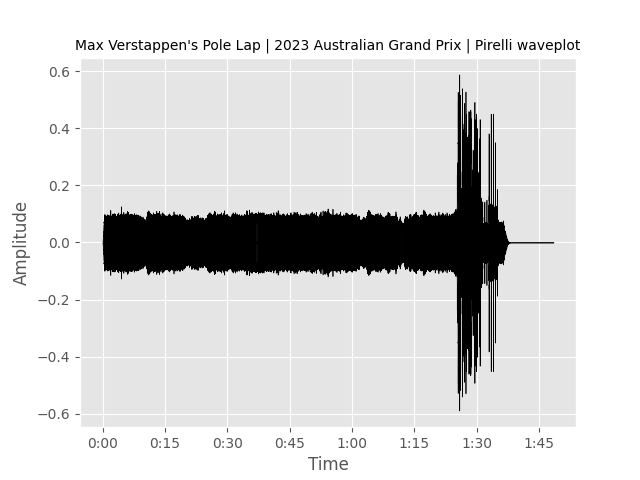 Max Verstappen's Pole Lap | 2023 Australian Grand Prix | Pirelli waveplot
0.6
0.4
0.2
0.0
−0.2
−0.4
−0.6
Amplitude
0:00 0:15 0:30 0:45 1:00 1:15 1:30 1:45
Time